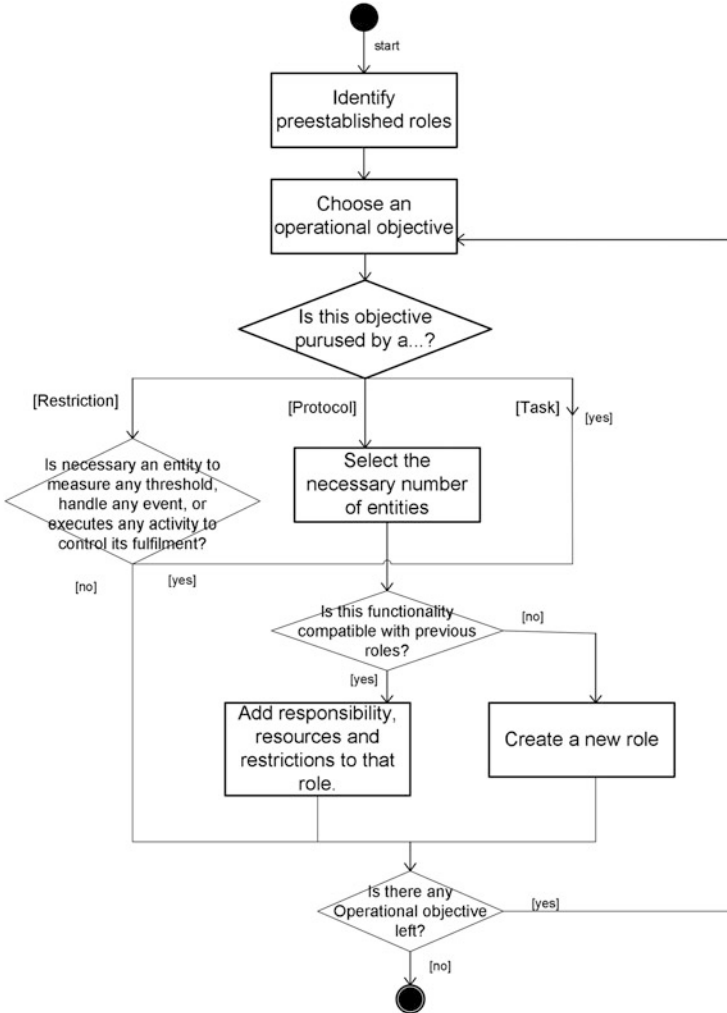 start
Identify
preestablished roles
Choose an
operational objective
Is this objective
purused by a...?
[Restriction]
[Protocol]
[Task]
[yes]
Is necessary an entity to
measure any threshold,
handle any event, or
executes any activity to
control its fulfilment?
Select the
necessary number
of entities
[no]
[yes]
Is this functionality
compatible with previous
roles?
[no]
[yes]
Add responsibility,
resources and
restrictions to that
role.
Create a new role
Is there any
Operational objective
left?
[yes]
[no]